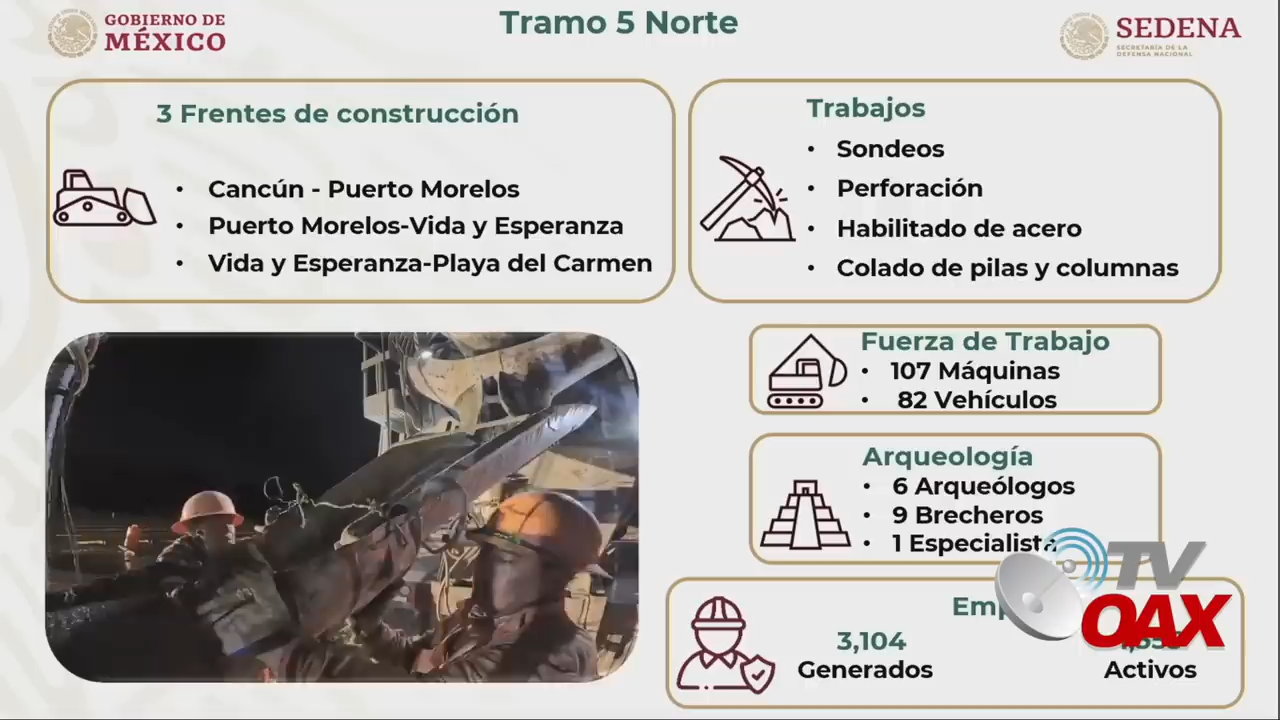 GOBIERNO DE
MÉXICO
Tramo 5 Norte
SEDENA
SECRETARÍA DE LA
DEFENSA NACIONAL
3 Frentes de construcción
• Cancún - Puerto Morelos
• Puerto Morelos-Vida y Esperanza
• Vida y Esperanza-Playa del Carmen
Trabajos
• Sondeos
• Perforación
• Habilitado de acero
• Colado de pilas y columnas
Fuerza de Trabajo
• 107 Máquinas
• 82 Vehículos
Arqueología
• 6 Arqueólogos
• 9 Brecheros
• 1 Especialista
3,104
Generados
Activos
TV
OAX